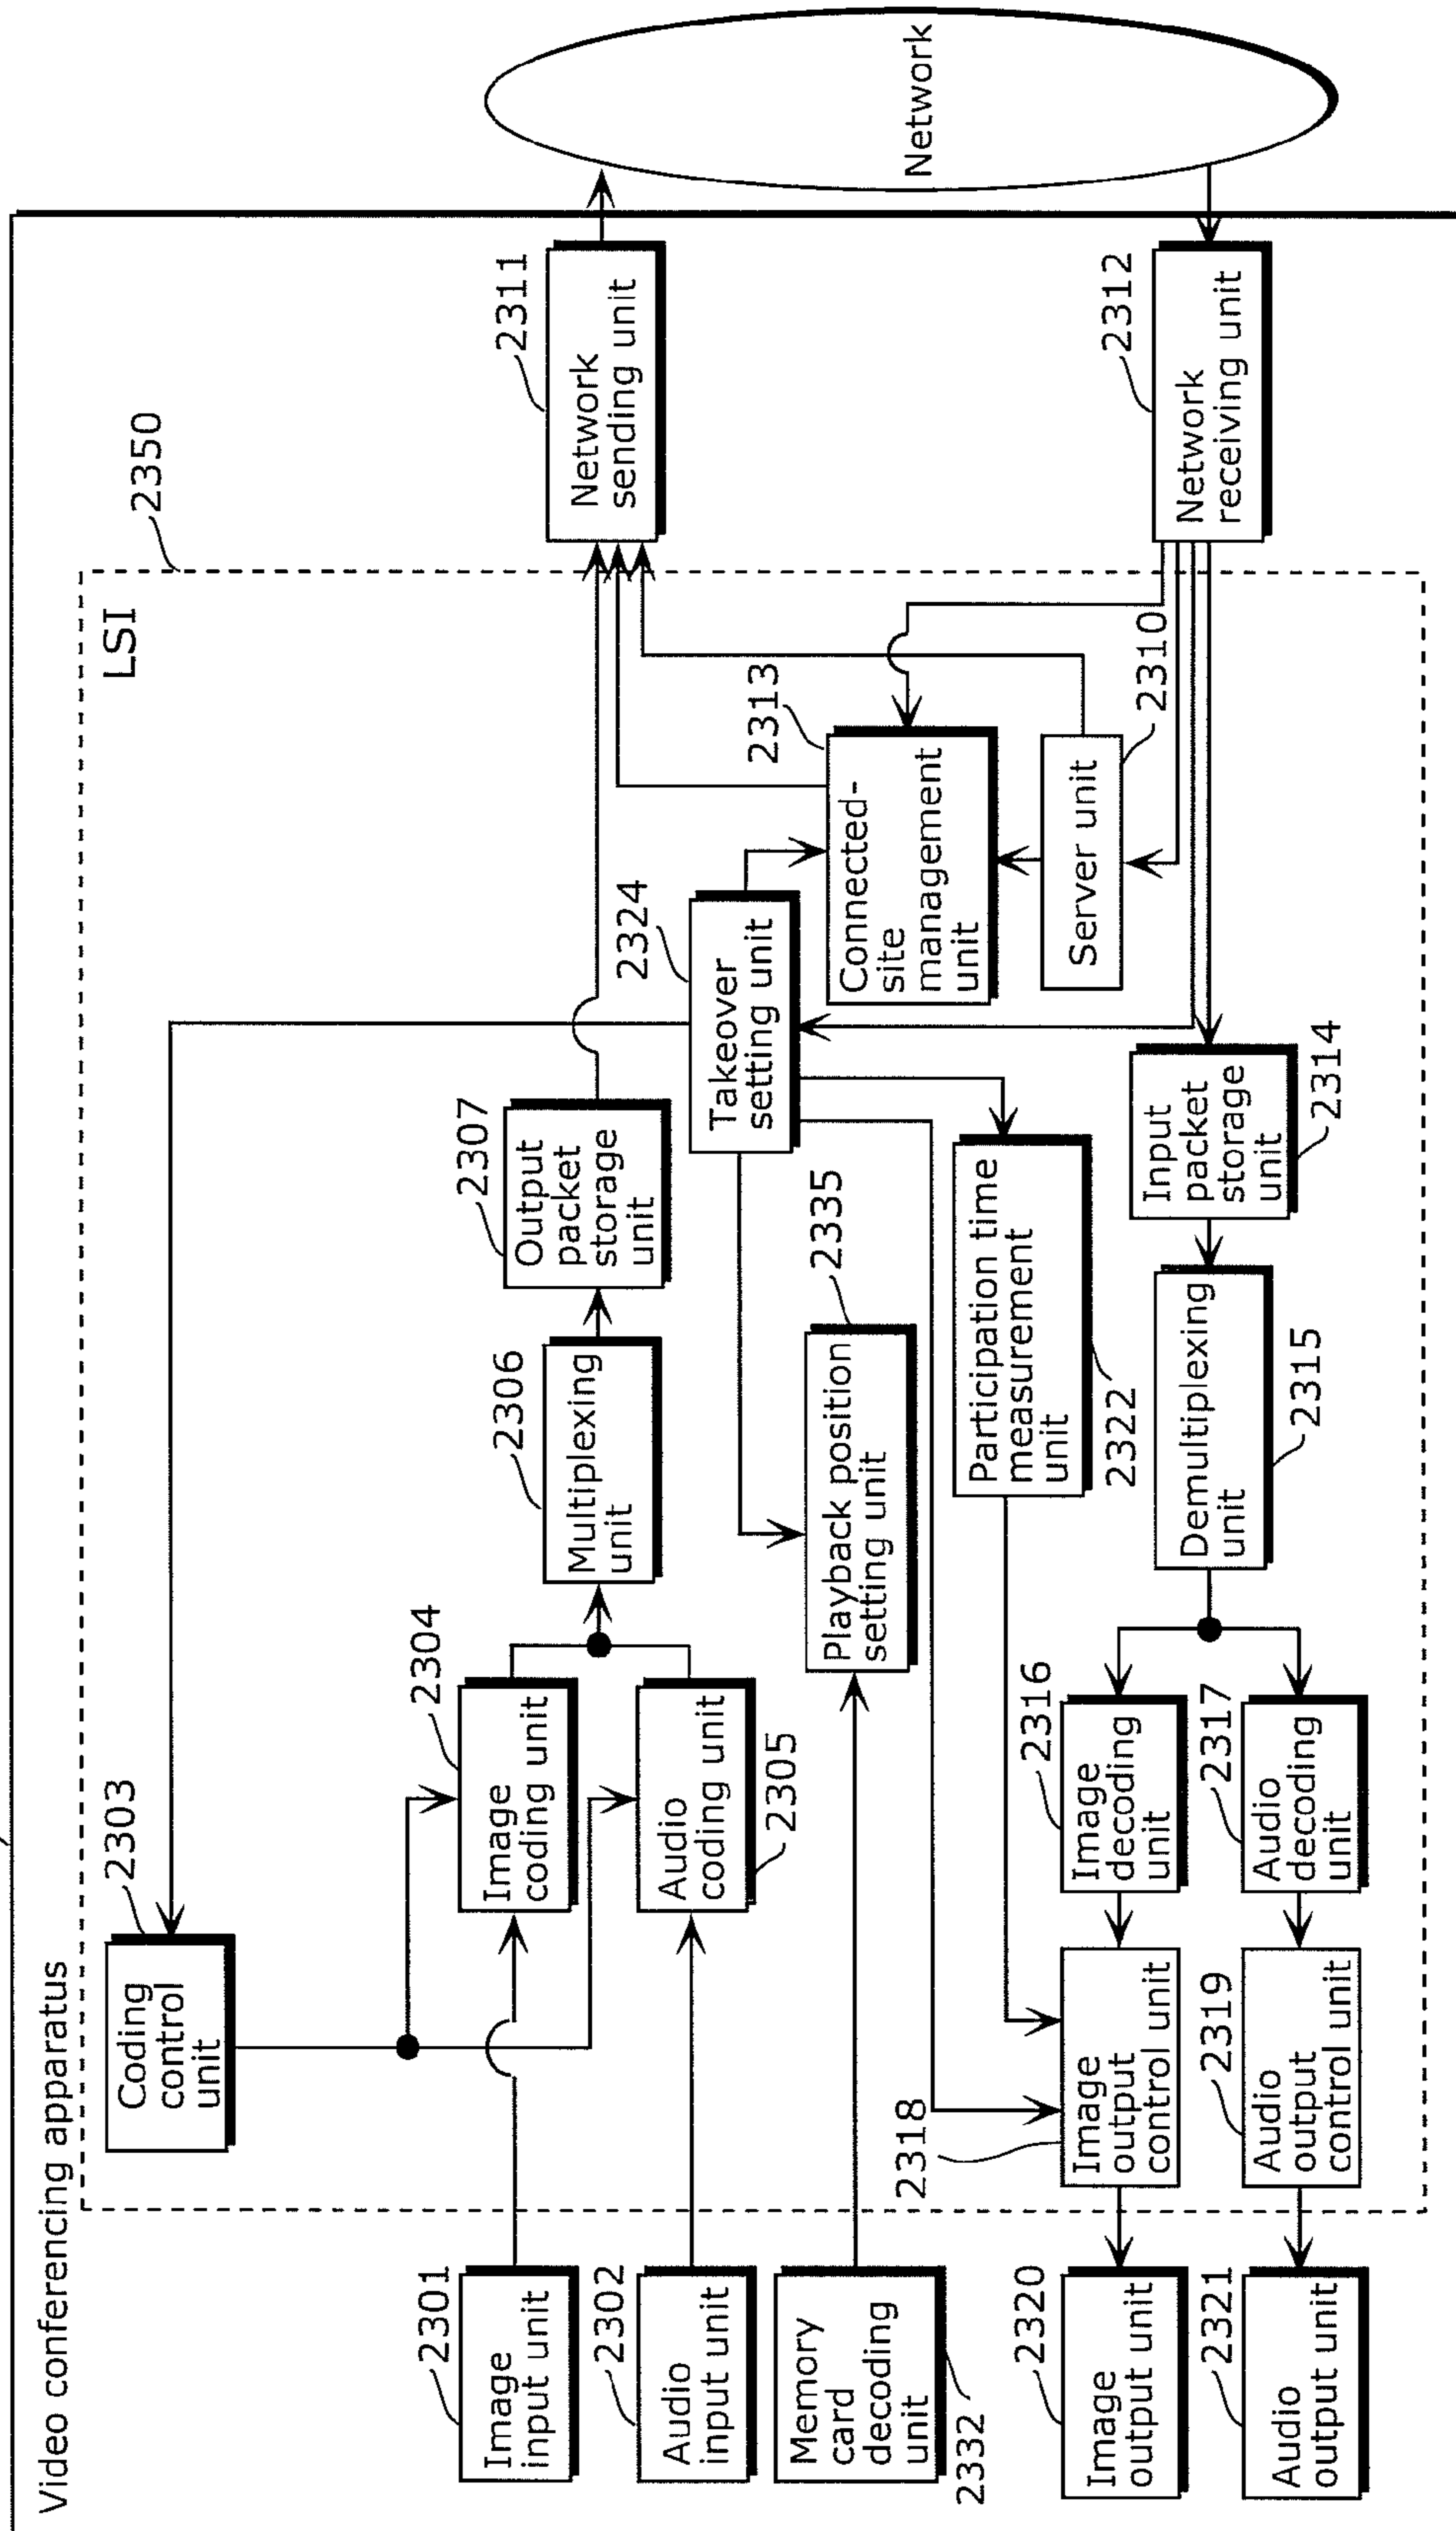 Video conferencing apparatus
LSI
2350
2303
Coding
control
unit
2301
Image
input unit
2304
Image
coding unit
2306
Multiplexing
unit
2307
Output
packet
storage
unit
2311
Network
sending unit
2302
Audio
input unit
Audio
coding unit
2305
2324
Takeover
setting unit
2313
Connected-
site
management
unit
Network
Memory
card
decoding
unit
2332
2335
Playback position
setting unit
Server unit
2310
Participation time
measurement
unit
2322
2318
Image
output
control unit
2316
Image
decoding
unit
Demultiplexing
unit
2315
Input
packet
storage
unit
2314
2312
Network
receiving unit
2320
Image
output unit
2321
Audio
output unit
2319
Audio
output
control unit
2317
Audio
decoding
unit